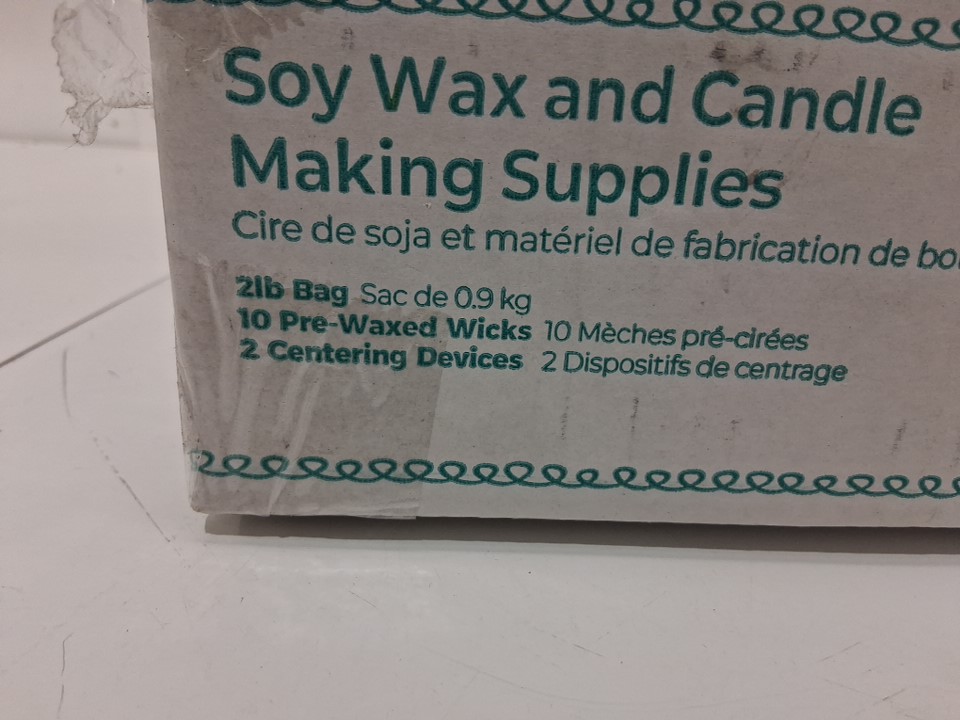 Soy Wax and Candle
Making Supplies
Cire de soja et matériel de fabrication de
2lb Bag Sac de 0.9 kg
10 Pre-Waxed Wicks 10 Mèches pré-cirées
2 Centering Devices 2 Dispositifs de centrage